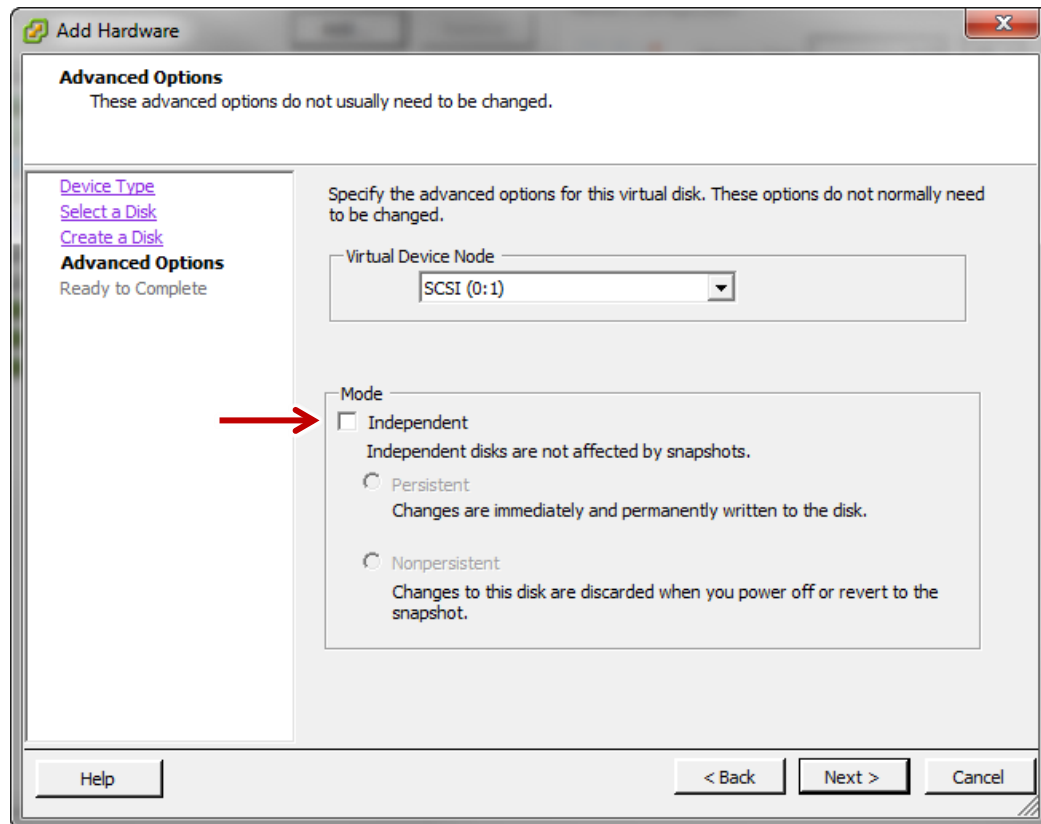 Add Hardware
Advanced Options
These advanced options do not usually need to be changed.
Device Type
Select a Disk
Create a Disk
Advanced Options
Ready to Complete
Specify the advanced options for this virtual disk. These options do not normally need
to be changed.
Virtual Device Node
SCSI (0:1)
Mode
Independent
Independent disks are not affected by snapshots.
Persistent
Changes are immediately and permanently written to the disk.
Nonpersistent
Changes to this disk are discarded when you power off or revert to the
snapshot.
Help
< Back
Next >
Cancel